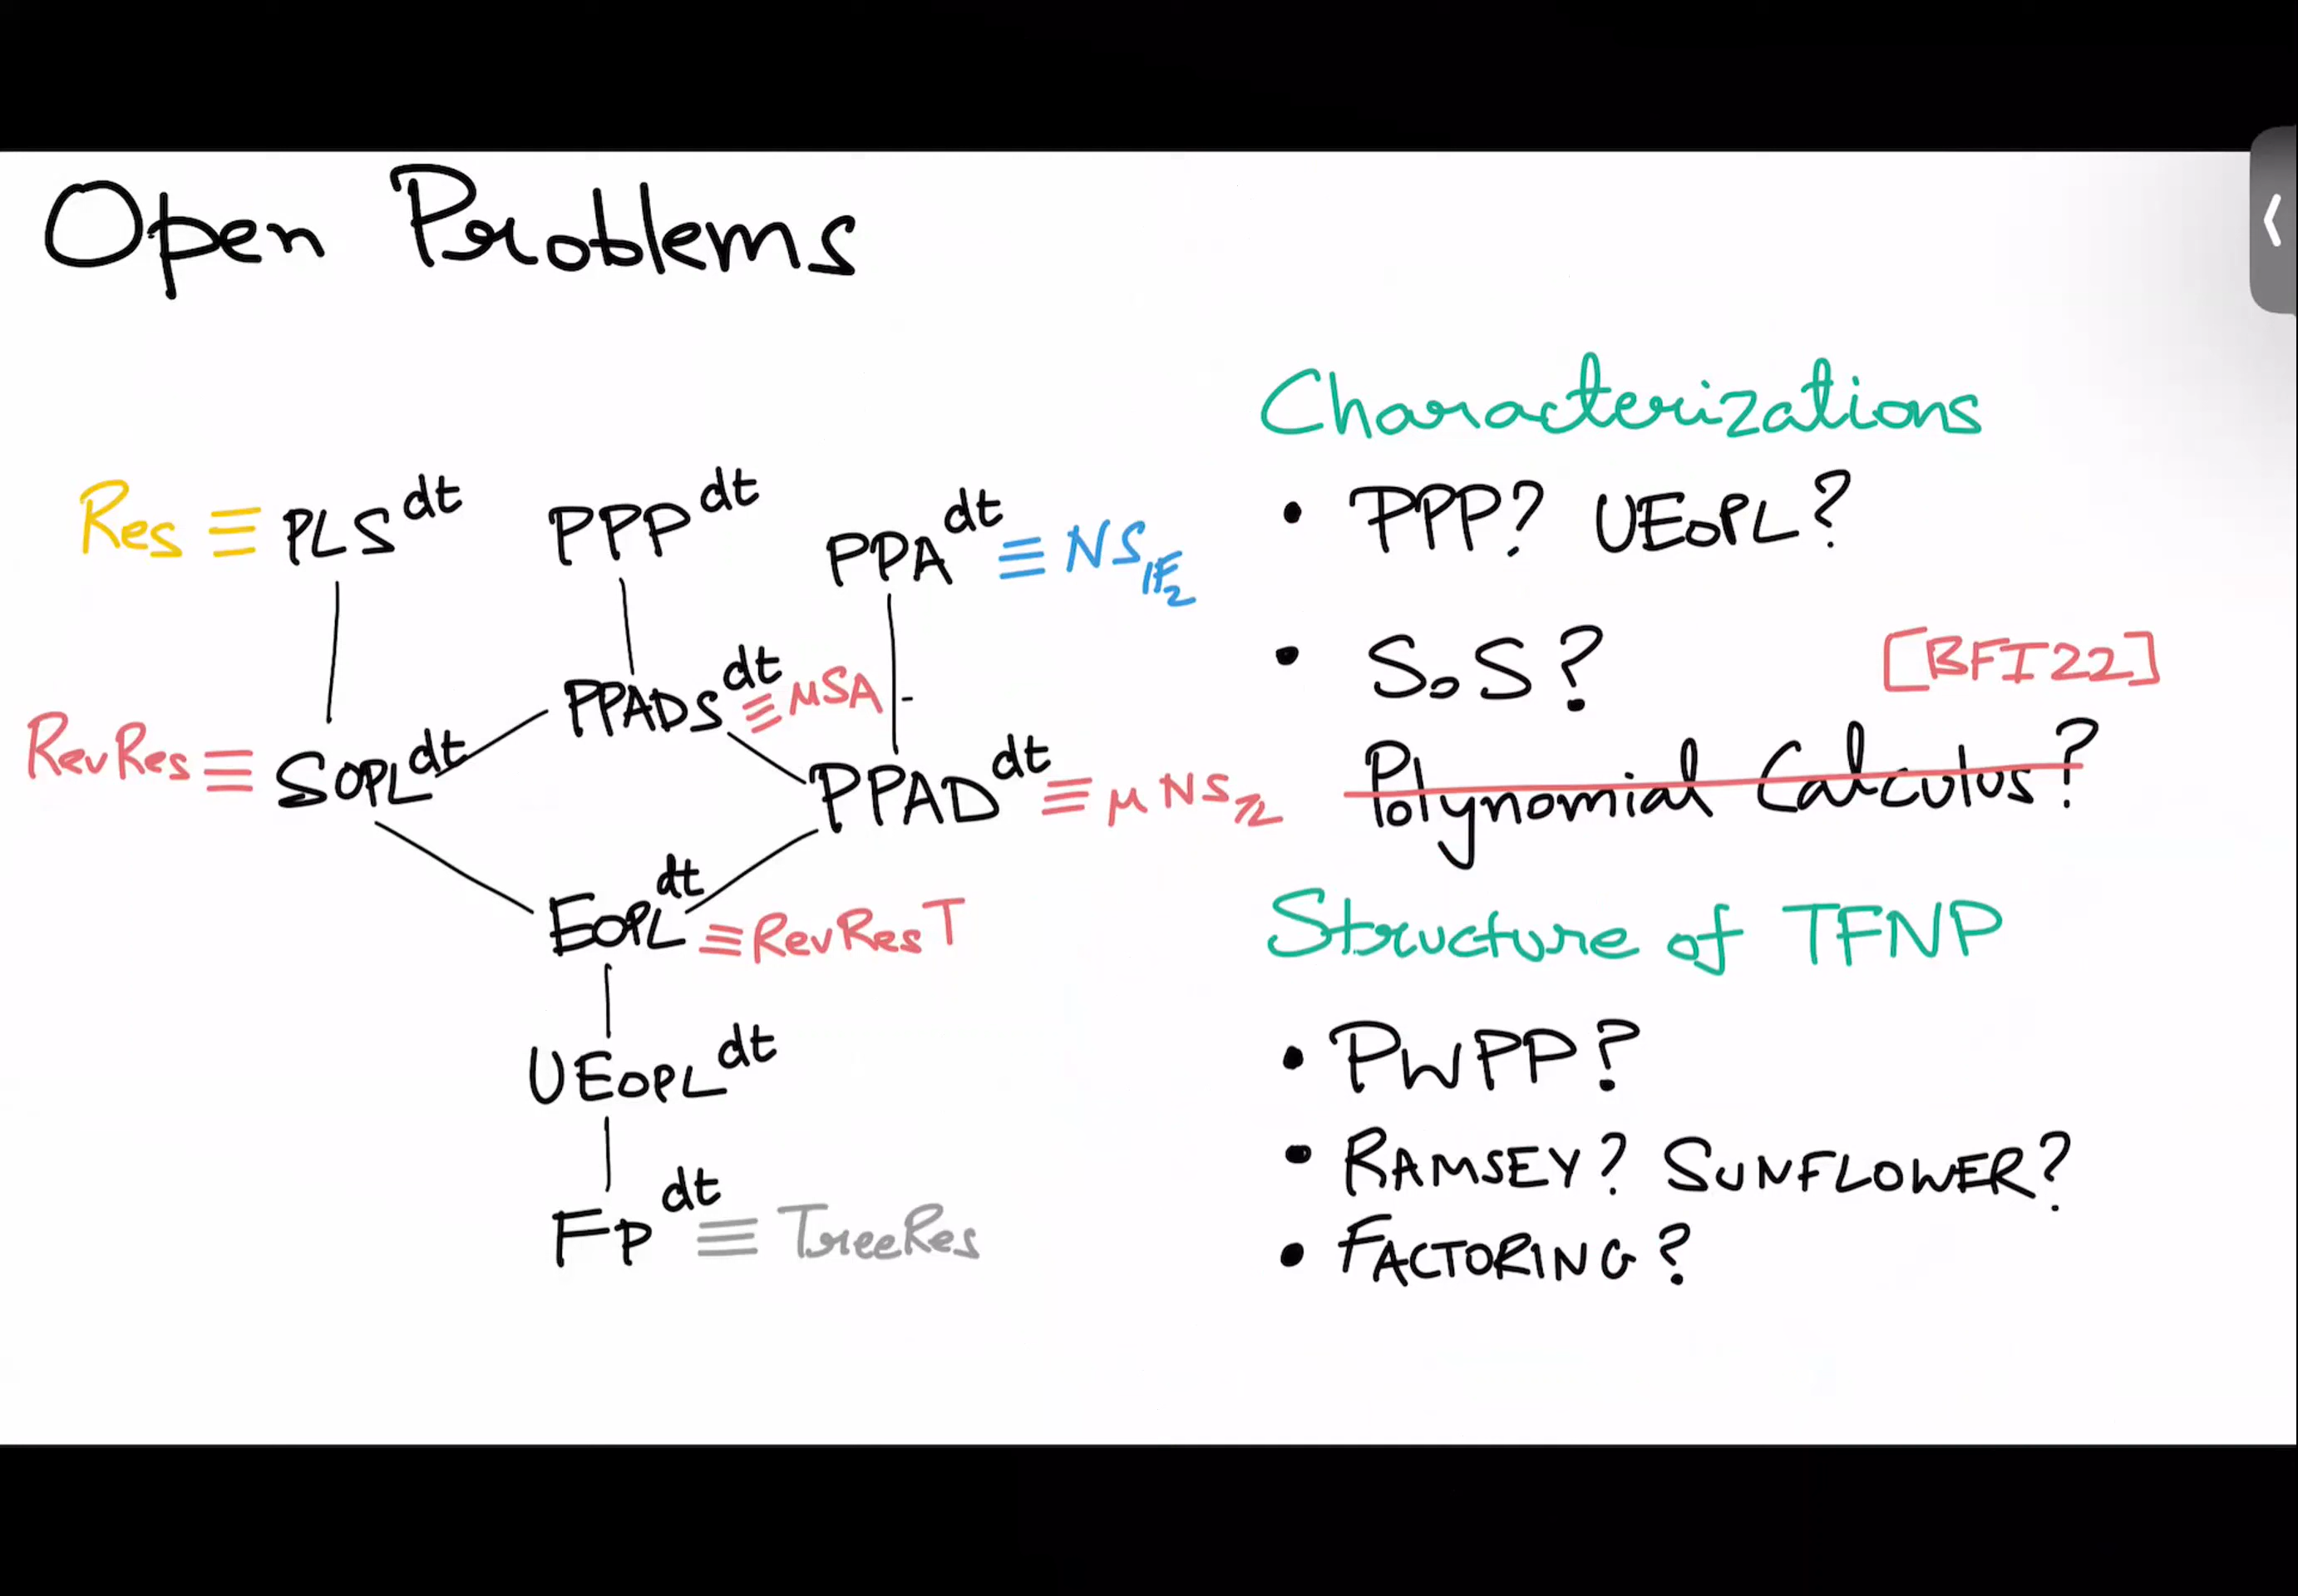 Open Problems
Res ≡ PLS^dt
PPP^dt
PPA^dt ≡ NS_F2
PPADS^dt ≡ μSA
RevRes ≡ SOPL^dt
PPAD^dt ≡ μNS_Z
EOPL^dt ≡ RevResT
UEOPL^dt
FP^dt ≡ TreeRes
Characterizations
• PPP? UEOPL?
• SoS? [BFI22]
Polynomial Calculus?
Structure of TFNP
• PWPP?
• RAMSEY? SUNFLOWER?
• FACTORING?